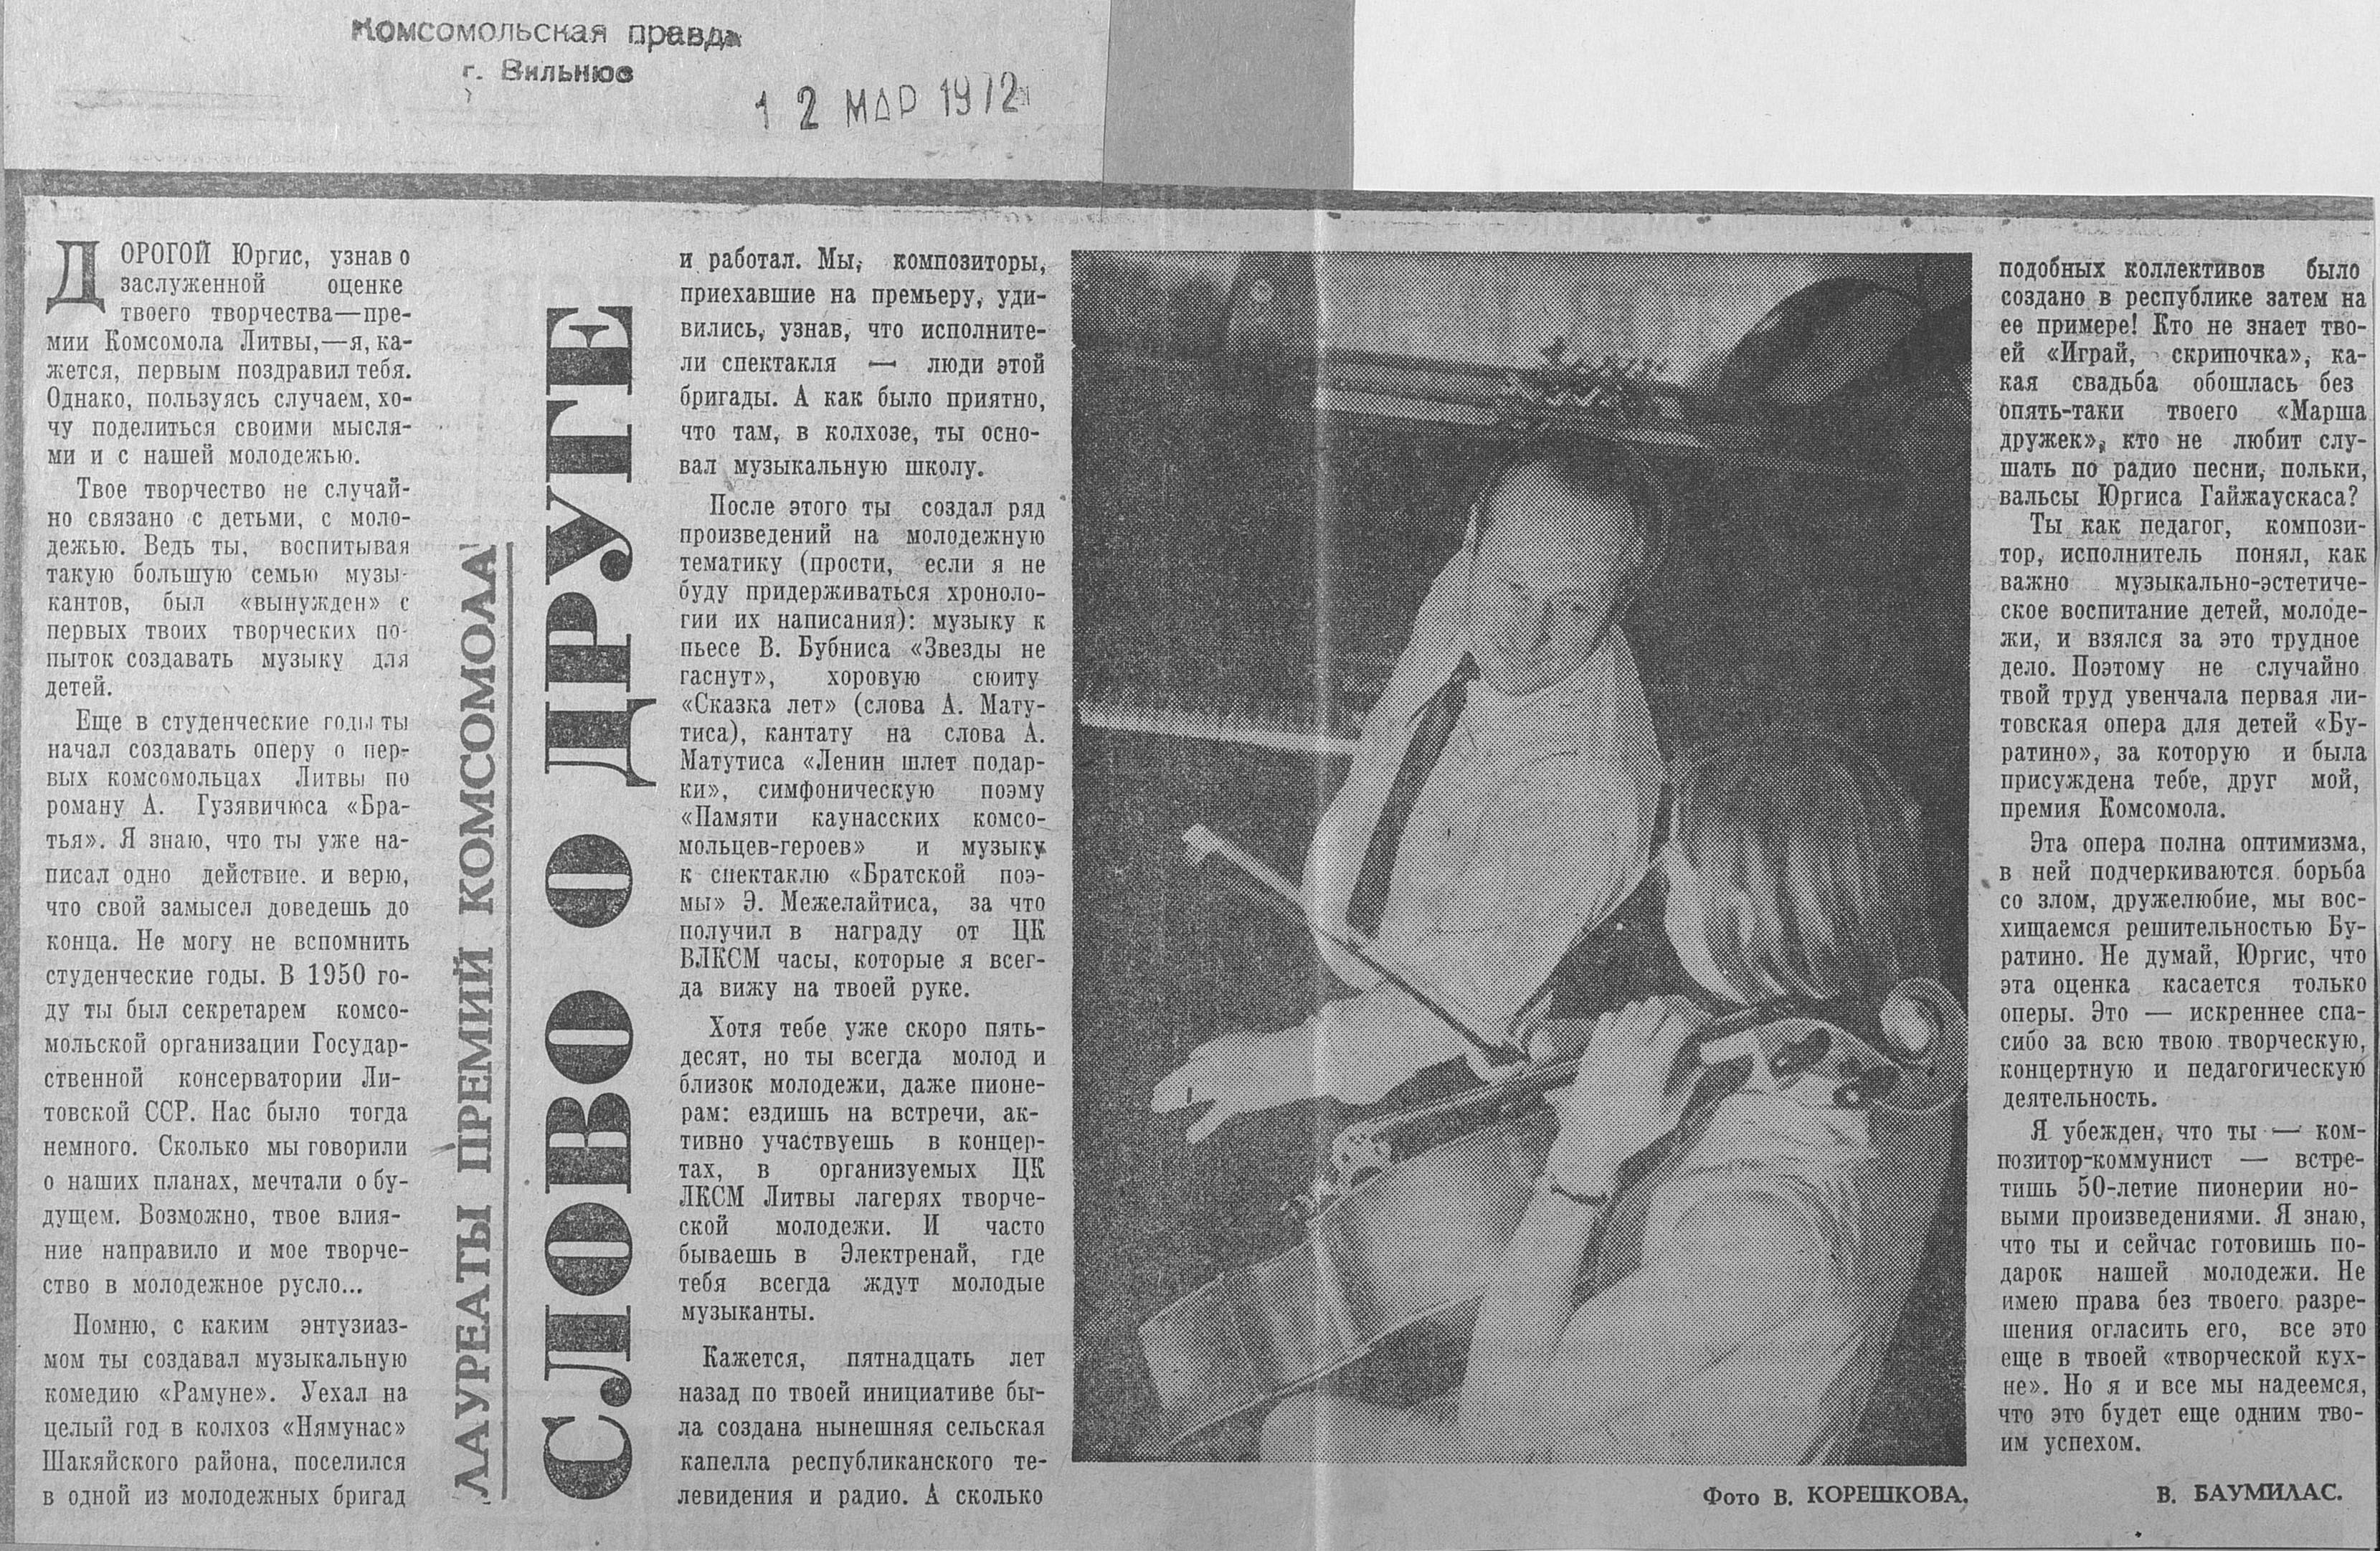 Комсомольская правда
г. Вильнюс
12 МАР 1972
ЛАУРЕАТЫ ПРЕМИЙ КОМСОМОЛА
СЛОВО О ДРУГЕ
ДОРОГОЙ Юргис, узнав о
заслуженной оценке
твоего творчества—пре-
мии Комсомола Литвы,—я, ка-
жется, первым поздравил тебя.
Однако, пользуясь случаем, хо-
чу поделиться своими мысля-
ми и с нашей молодежью.
Твое творчество не случай-
но связано с детьми, с моло-
дежью. Ведь ты, воспитывая
такую большую семью музы-
кантов, был «вынужден» с
первых твоих творческих по-
пыток создавать музыку для
детей.
Еще в студенческие годы ты
начал создавать оперу о пер-
вых комсомольцах Литвы по
роману А. Гузявичюса «Бра-
тья». Я знаю, что ты уже на-
писал одно действие. и верю,
что свой замысел доведешь до
конца. Не могу не вспомнить
студенческие годы. В 1950 го-
ду ты был секретарем комсо-
мольской организации Государ-
ственной консерватории Ли-
товской ССР. Нас было тогда
немного. Сколько мы говорили
о наших планах, мечтали о бу-
дущем. Возможно, твое влия-
ние направило и мое творче-
ство в молодежное русло...
Помню, с каким энтузиаз-
мом ты создавал музыкальную
комедию «Рамуне». Уехал на
целый год в колхоз «Нямунас»
Шакяйского района, поселился
в одной из молодежных бригад
и работал. Мы, композиторы,
приехавшие на премьеру, уди-
вились, узнав, что исполните-
ли спектакля — люди этой
бригады. А как было приятно,
что там, в колхозе, ты осно-
вал музыкальную школу.
После этого ты создал ряд
произведений на молодежную
тематику (прости, если я не
буду придерживаться хроноло-
гии их написания): музыку к
пьесе В. Бубниса «Звезды не
гаснут», хоровую сюиту
«Сказка лет» (слова А. Мату-
тиса), кантату на слова А.
Матутиса «Ленин шлет подар-
ки», симфоническую поэму
«Памяти каунасских комсо-
мольцев-героев» и музыку
к спектаклю «Братской поэ-
мы» Э. Межелайтиса, за что
получил в награду от ЦК
ВЛКСМ часы, которые я всег-
да вижу на твоей руке.
Хотя тебе уже скоро пять-
десят, но ты всегда молод и
близок молодежи, даже пионе-
рам: ездишь на встречи, ак-
тивно участвуешь в концер-
тах, в организуемых ЦК
ЛКСМ Литвы лагерях творче-
ской молодежи. И часто
бываешь в Электренай, где
тебя всегда ждут молодые
музыканты.
Кажется, пятнадцать лет
назад по твоей инициативе бы-
ла создана нынешняя сельская
капелла республиканского те-
левидения и радио. А сколько
подобных коллективов было
создано в республике затем на
ее примере! Кто не знает тво-
ей «Играй, скрипочка», ка-
кая свадьба обошлась без
опять-таки твоего «Марша
дружек», кто не любит слу-
шать по радио песни, польки,
вальсы Юргиса Гайжаускаса?
Ты как педагог, компози-
тор, исполнитель понял, как
важно музыкально-эстетиче-
ское воспитание детей, молоде-
жи, и взялся за это трудное
дело. Поэтому не случайно
твой труд увенчала первая ли-
товская опера для детей «Бу-
ратино», за которую и была
присуждена тебе, друг мой,
премия Комсомола.
Эта опера полна оптимизма,
в ней подчеркиваются борьба
со злом, дружелюбие, мы вос-
хищаемся решительностью Бу-
ратино. Не думай, Юргис, что
эта оценка касается только
оперы. Это — искреннее спа-
сибо за всю твою творческую,
концертную и педагогическую
деятельность.
Я убежден, что ты — ком-
позитор-коммунист — встре-
тишь 50-летие пионерии но-
выми произведениями. Я знаю,
что ты и сейчас готовишь по-
дарок нашей молодежи. Не
имею права без твоего разре-
шения огласить его, все это
еще в твоей «творческой кух-
не». Но я и все мы надеемся,
что это будет еще одним тво-
им успехом.
В. БАУМИЛАС.
Фото В. КОРЕШКОВА.